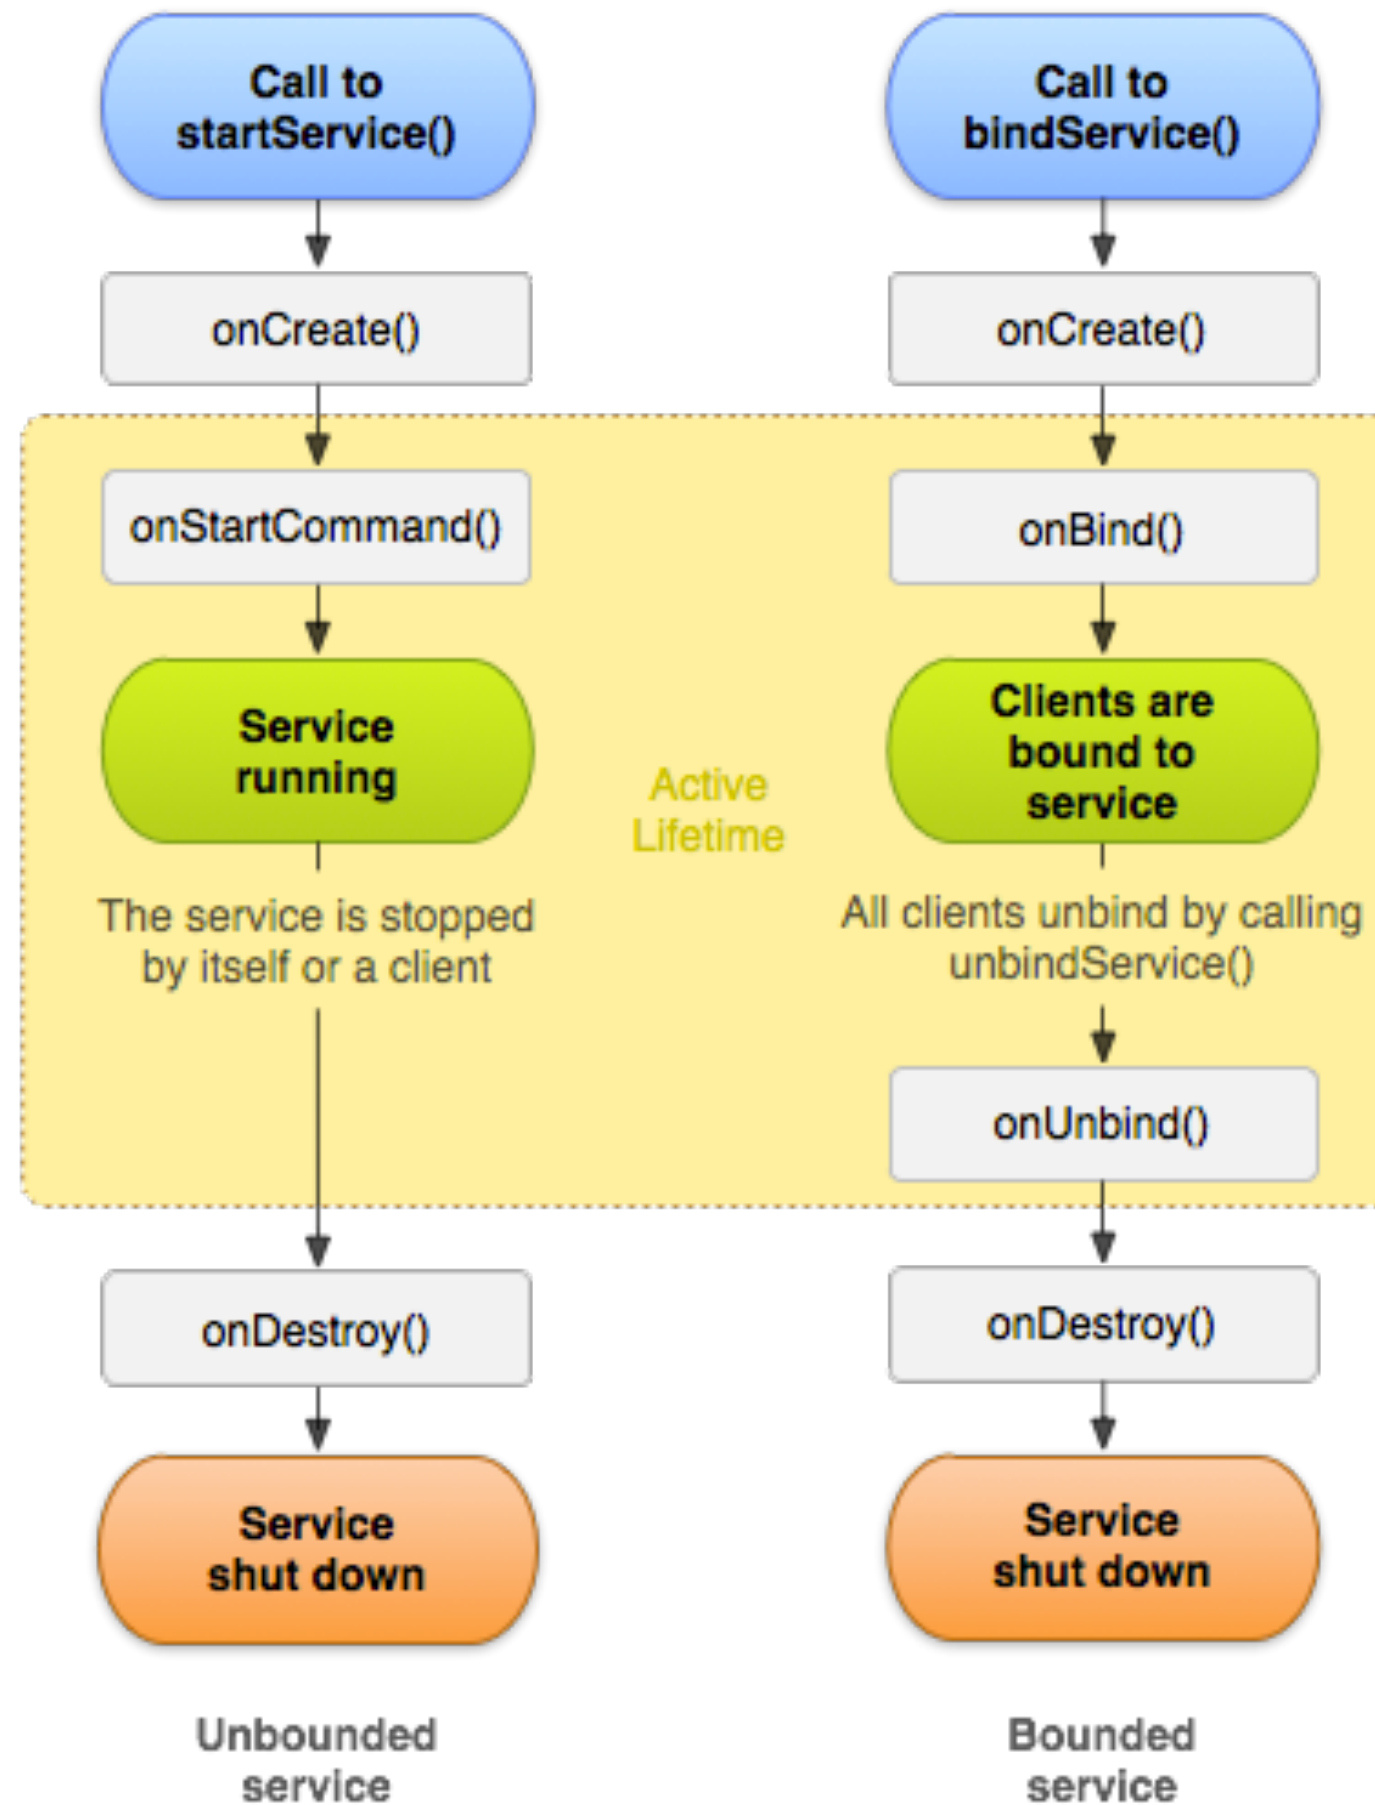 Call to
startService()
onCreate()
onStartCommand()
Service
running
The service is stopped
by itself or a client
onDestroy()
Service
shut down
Unbounded
service
Active
Lifetime
Call to
bindService()
onCreate()
onBind()
Clients are
bound to
service
All clients unbind by calling
unbindService()
onUnbind()
onDestroy()
Service
shut down
Bounded
service